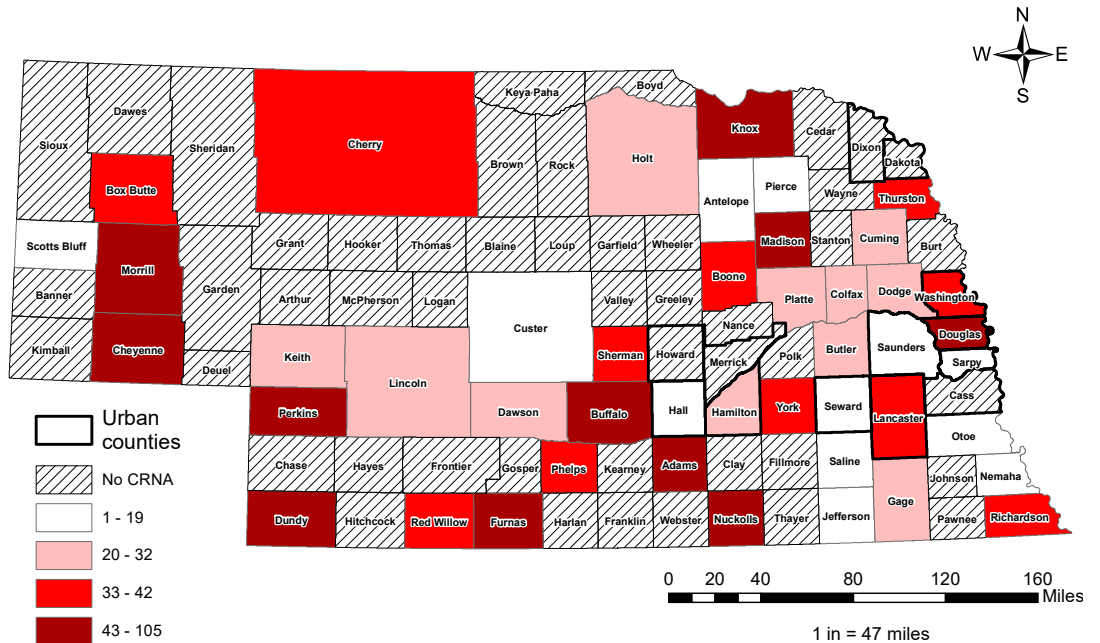 N
W E
S
Keya Paha
Boyd
Dawes
Sioux
Sheridan
Cherry
Brown
Rock
Holt
Knox
Cedar
Dixon
Dakota
Box Butte
Antelope
Pierce
Wayne
Thurston
Scotts Bluff
Morrill
Grant
Hooker
Thomas
Blaine
Loup
Garfield
Wheeler
Madison
Stanton
Cuming
Burt
Banner
Garden
Arthur
McPherson
Logan
Custer
Valley
Greeley
Boone
Platte
Colfax
Dodge
Washington
Kimball
Cheyenne
Deuel
Keith
Lincoln
Sherman
Howard
Nance
Merrick
Polk
Butler
Saunders
Douglas
Sarpy
Perkins
Dawson
Buffalo
Hall
Hamilton
York
Seward
Lancaster
Cass
Otoe
Chase
Hayes
Frontier
Gosper
Phelps
Kearney
Adams
Clay
Fillmore
Saline
Johnson
Nemaha
Dundy
Hitchcock
Red Willow
Furnas
Harlan
Franklin
Webster
Nuckolls
Thayer
Jefferson
Gage
Pawnee
Richardson
Urban
counties
No CRNA
1 - 19
20 - 32
33 - 42
43 - 105
0 20 40 80 120 160
Miles
1 in = 47 miles